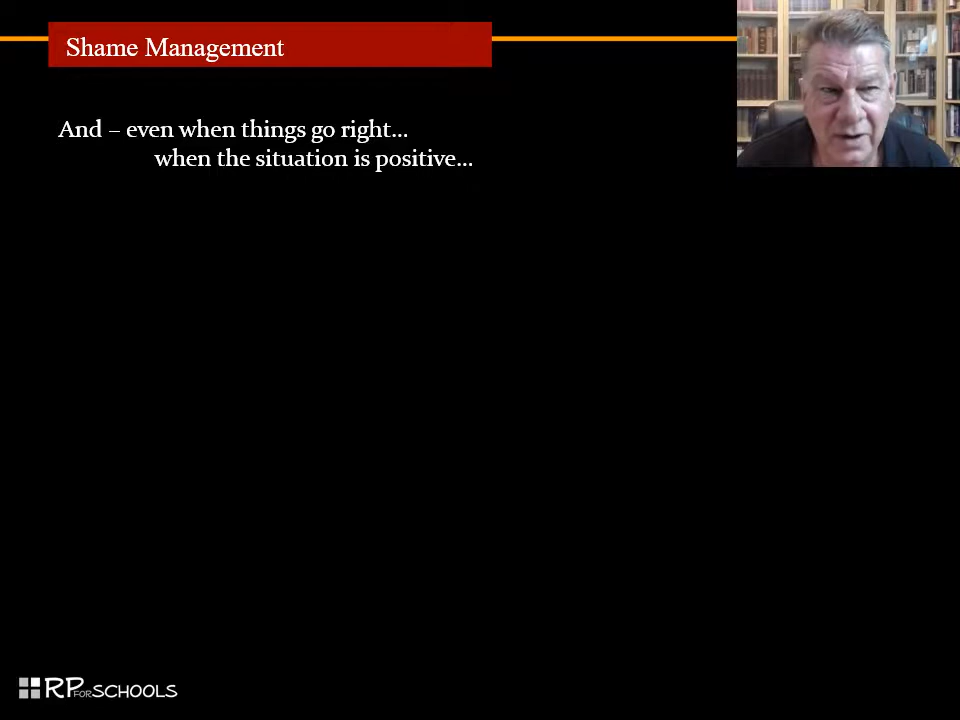 Shame Management
And – even when things go right...
when the situation is positive...
RP FOR SCHOOLS